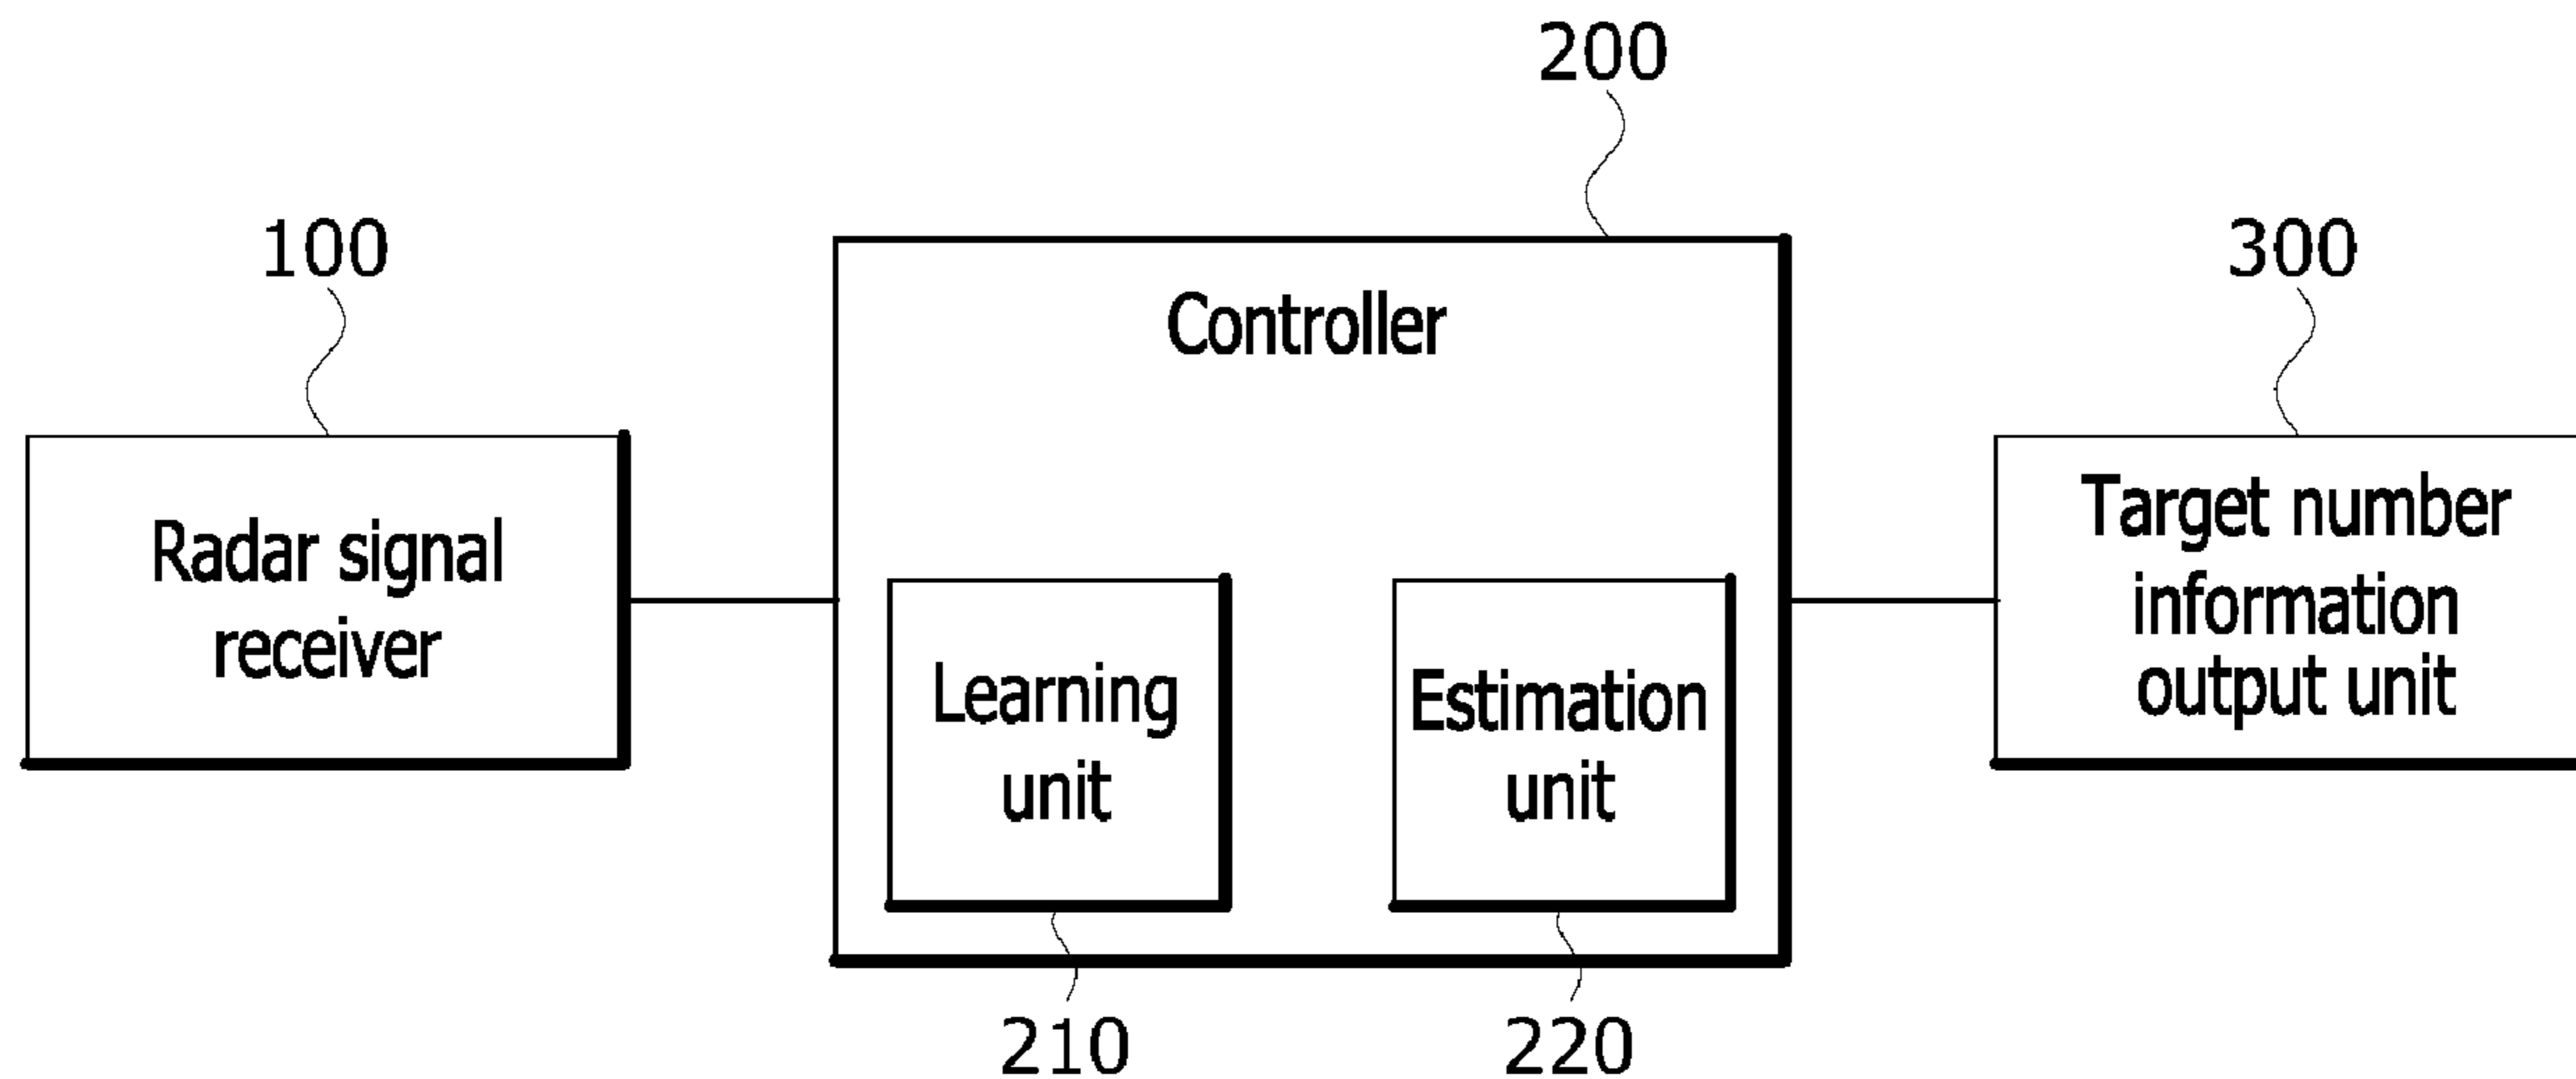 200
100
300
Controller
Radar signal
receiver
Target number
information
output unit
Learning
unit
Estimation
unit
210
220